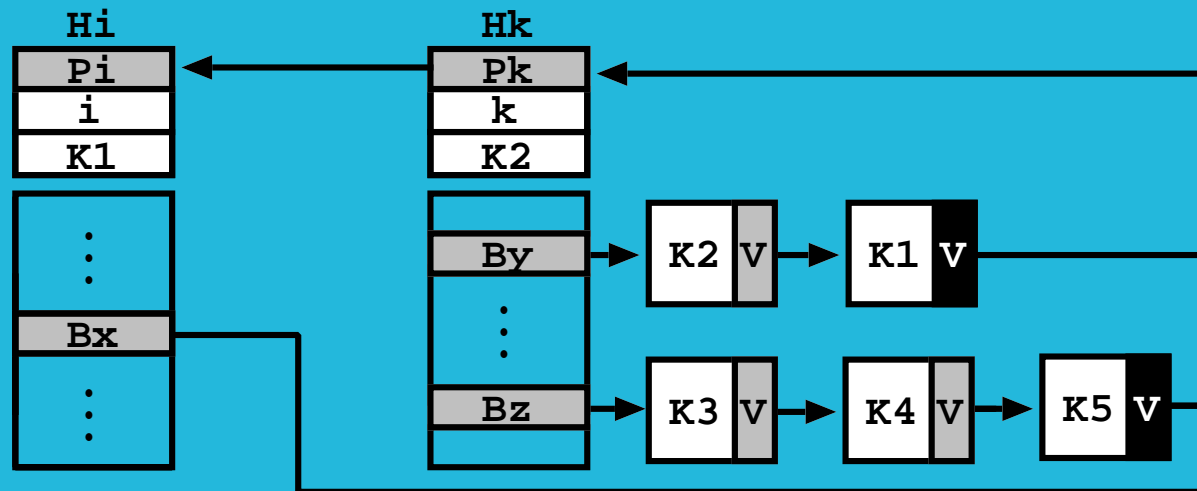 Hi
Pi
i
K1
⋮
Bx
⋮
Hk
Pk
k
K2
By
⋮
Bz
K2 V
K1 V
K3 V
K4 V
K5 V